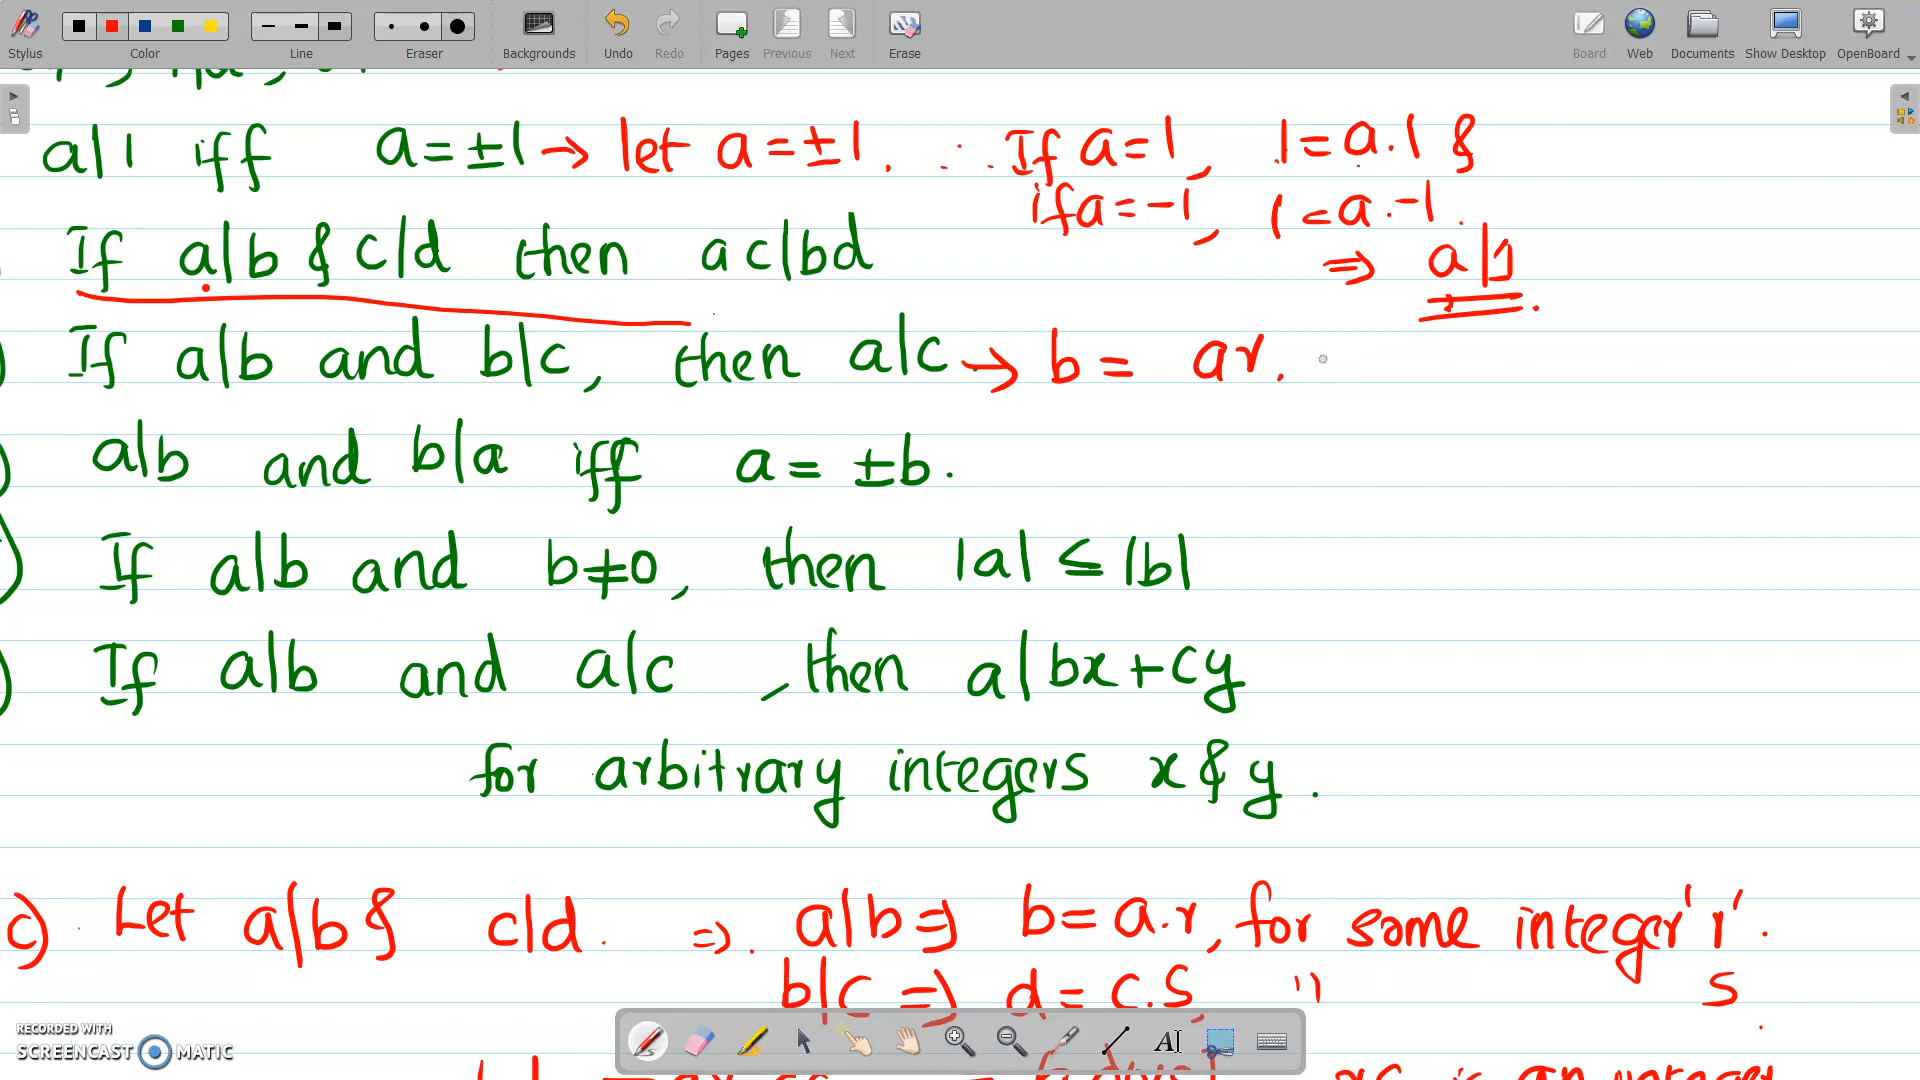 Stylus Color Line Eraser Backgrounds Undo Redo Pages Previous Next Erase Board Web Documents Show Desktop OpenBoard
a|1 iff a=±1 → let a=±1. ∴ If a=1, 1=a.1 &
if a=-1, 1=a.-1.
If a|b & c|d then ac|bd ⇒ a|1.
If a|b and b|c, then a|c → b= ar.
a|b and b|a iff a= ±b.
If a|b and b≠0, then |a| ≤ |b|
If a|b and a|c, then a|bx+cy
for arbitrary integers x & y.
c). Let a|b & c|d. ⇒. a|b ⇒ b=a.r, for some integer 'r'.
b|c ⇒ d=c.s, " s
RECORDED WITH
SCREENCAST MATIC
is an integer